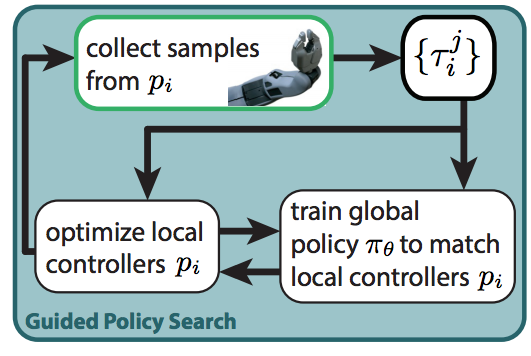 collect samples
from p_i
{τ_i^j}
optimize local
controllers p_i
train global
policy π_θ to match
local controllers p_i
Guided Policy Search